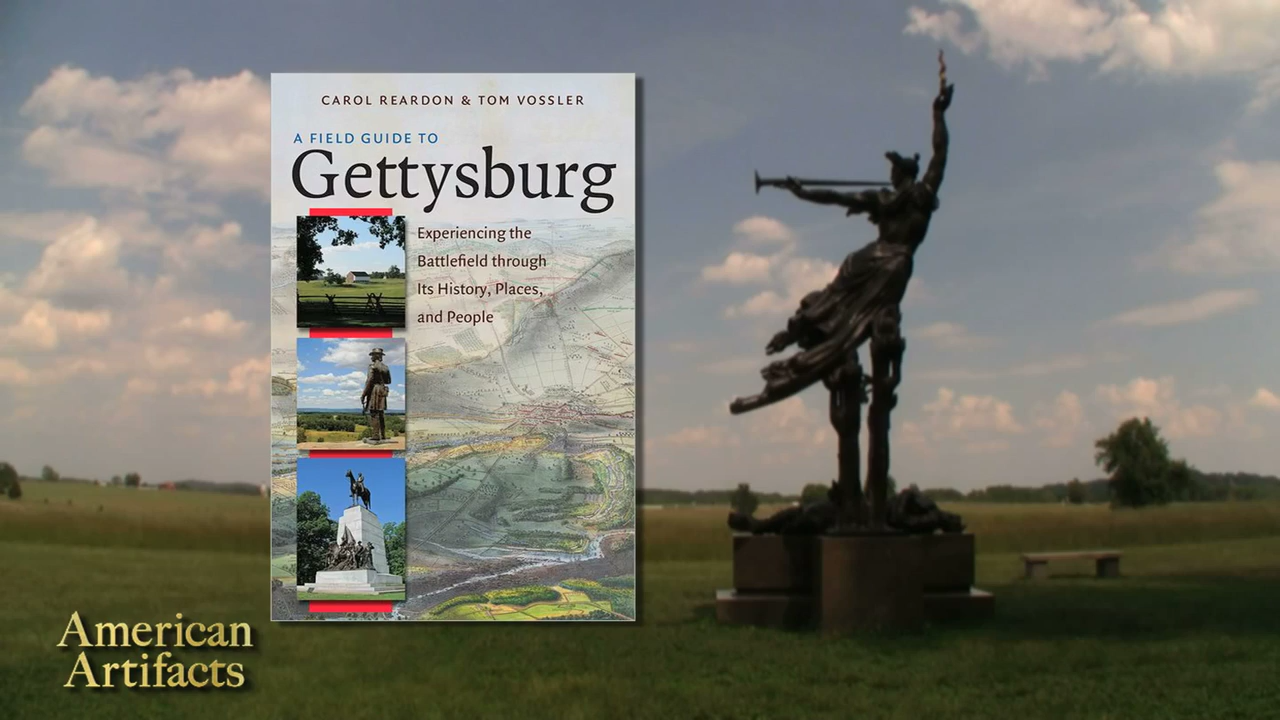 CAROL REARDON & TOM VOSSLER
A FIELD GUIDE TO
Gettysburg
Experiencing the
Battlefield through
Its History, Places,
and People
American
Artifacts